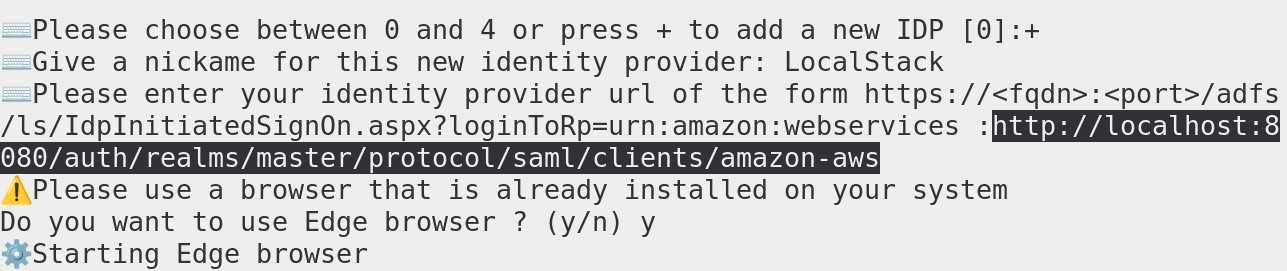 ⌨️Please choose between 0 and 4 or press + to add a new IDP [0]:+
⌨️Give a nickame for this new identity provider: LocalStack
⌨️Please enter your identity provider url of the form https://<fqdn>:<port>/adfs
/ls/IdpInitiatedSignOn.aspx?loginToRp=urn:amazon:webservices :http://localhost:8
080/auth/realms/master/protocol/saml/clients/amazon-aws
⚠️Please use a browser that is already installed on your system
Do you want to use Edge browser ? (y/n) y
⚙️Starting Edge browser